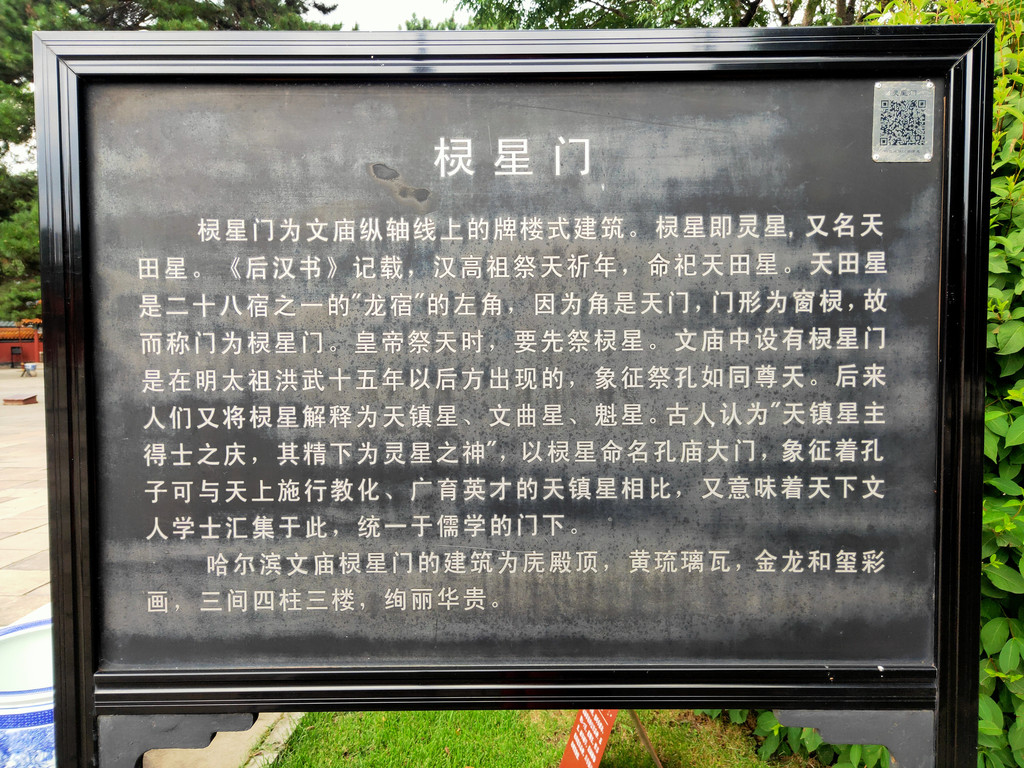 棂星门
棂星门为文庙纵轴线上的牌楼式建筑。棂星即灵星，又名天
田星。《后汉书》记载，汉高祖祭天祈年，命祀天田星。天田星
是二十八宿之一的"龙宿"的左角，因为角是天门，门形为窗棂，故
而称门为棂星门。皇帝祭天时，要先祭棂星。文庙中设有棂星门
是在明太祖洪武十五年以后方出现的，象征祭孔如同尊天。后来
人们又将棂星解释为天镇星、文曲星、魁星。古人认为"天镇星主
得士之庆，其精下为灵星之神"，以棂星命名孔庙大门，象征着孔
子可与天上施行教化、广育英才的天镇星相比，又意味着天下文
人学士汇集于此，统一于儒学的门下。
哈尔滨文庙棂星门的建筑为庑殿顶，黄琉璃瓦，金龙和玺彩
画，三间四柱三楼，绚丽华贵。